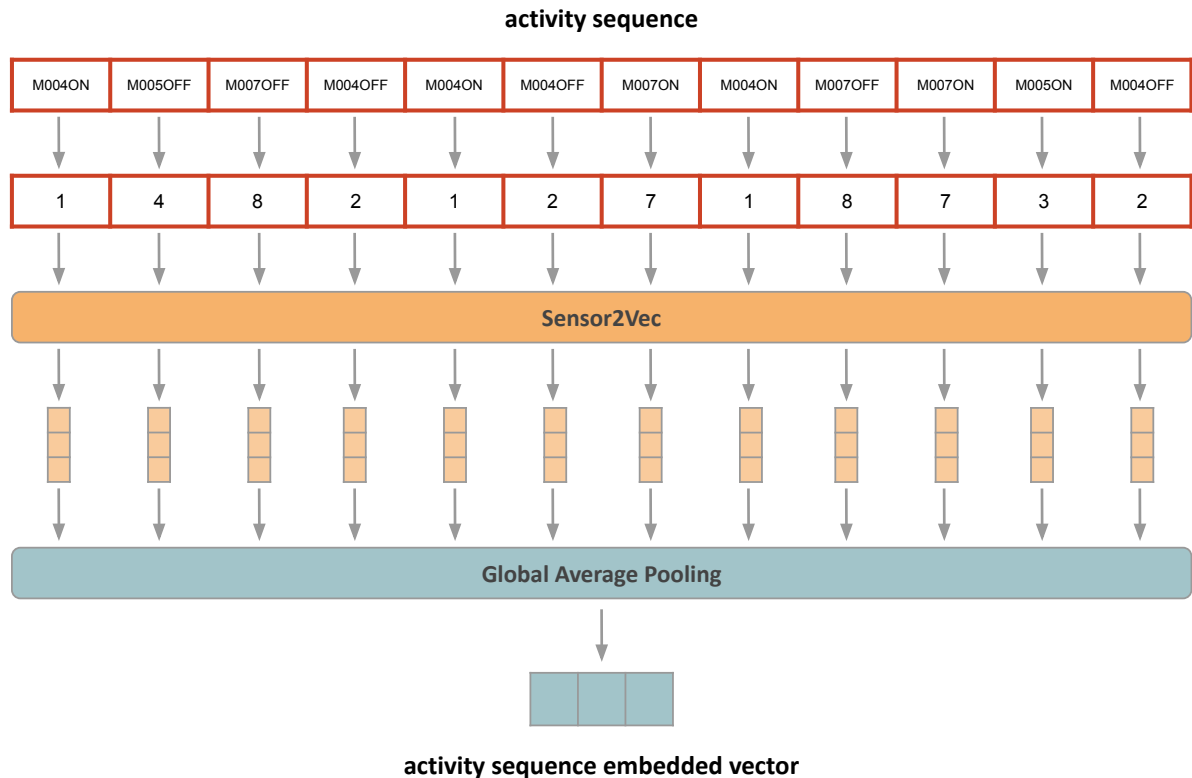 activity sequence
M004ON M005OFF M007OFF M004OFF M004ON M004OFF M007ON M004ON M007OFF M007ON M005ON M004OFF
1 4 8 2 1 2 7 1 8 7 3 2
Sensor2Vec
Global Average Pooling
activity sequence embedded vector